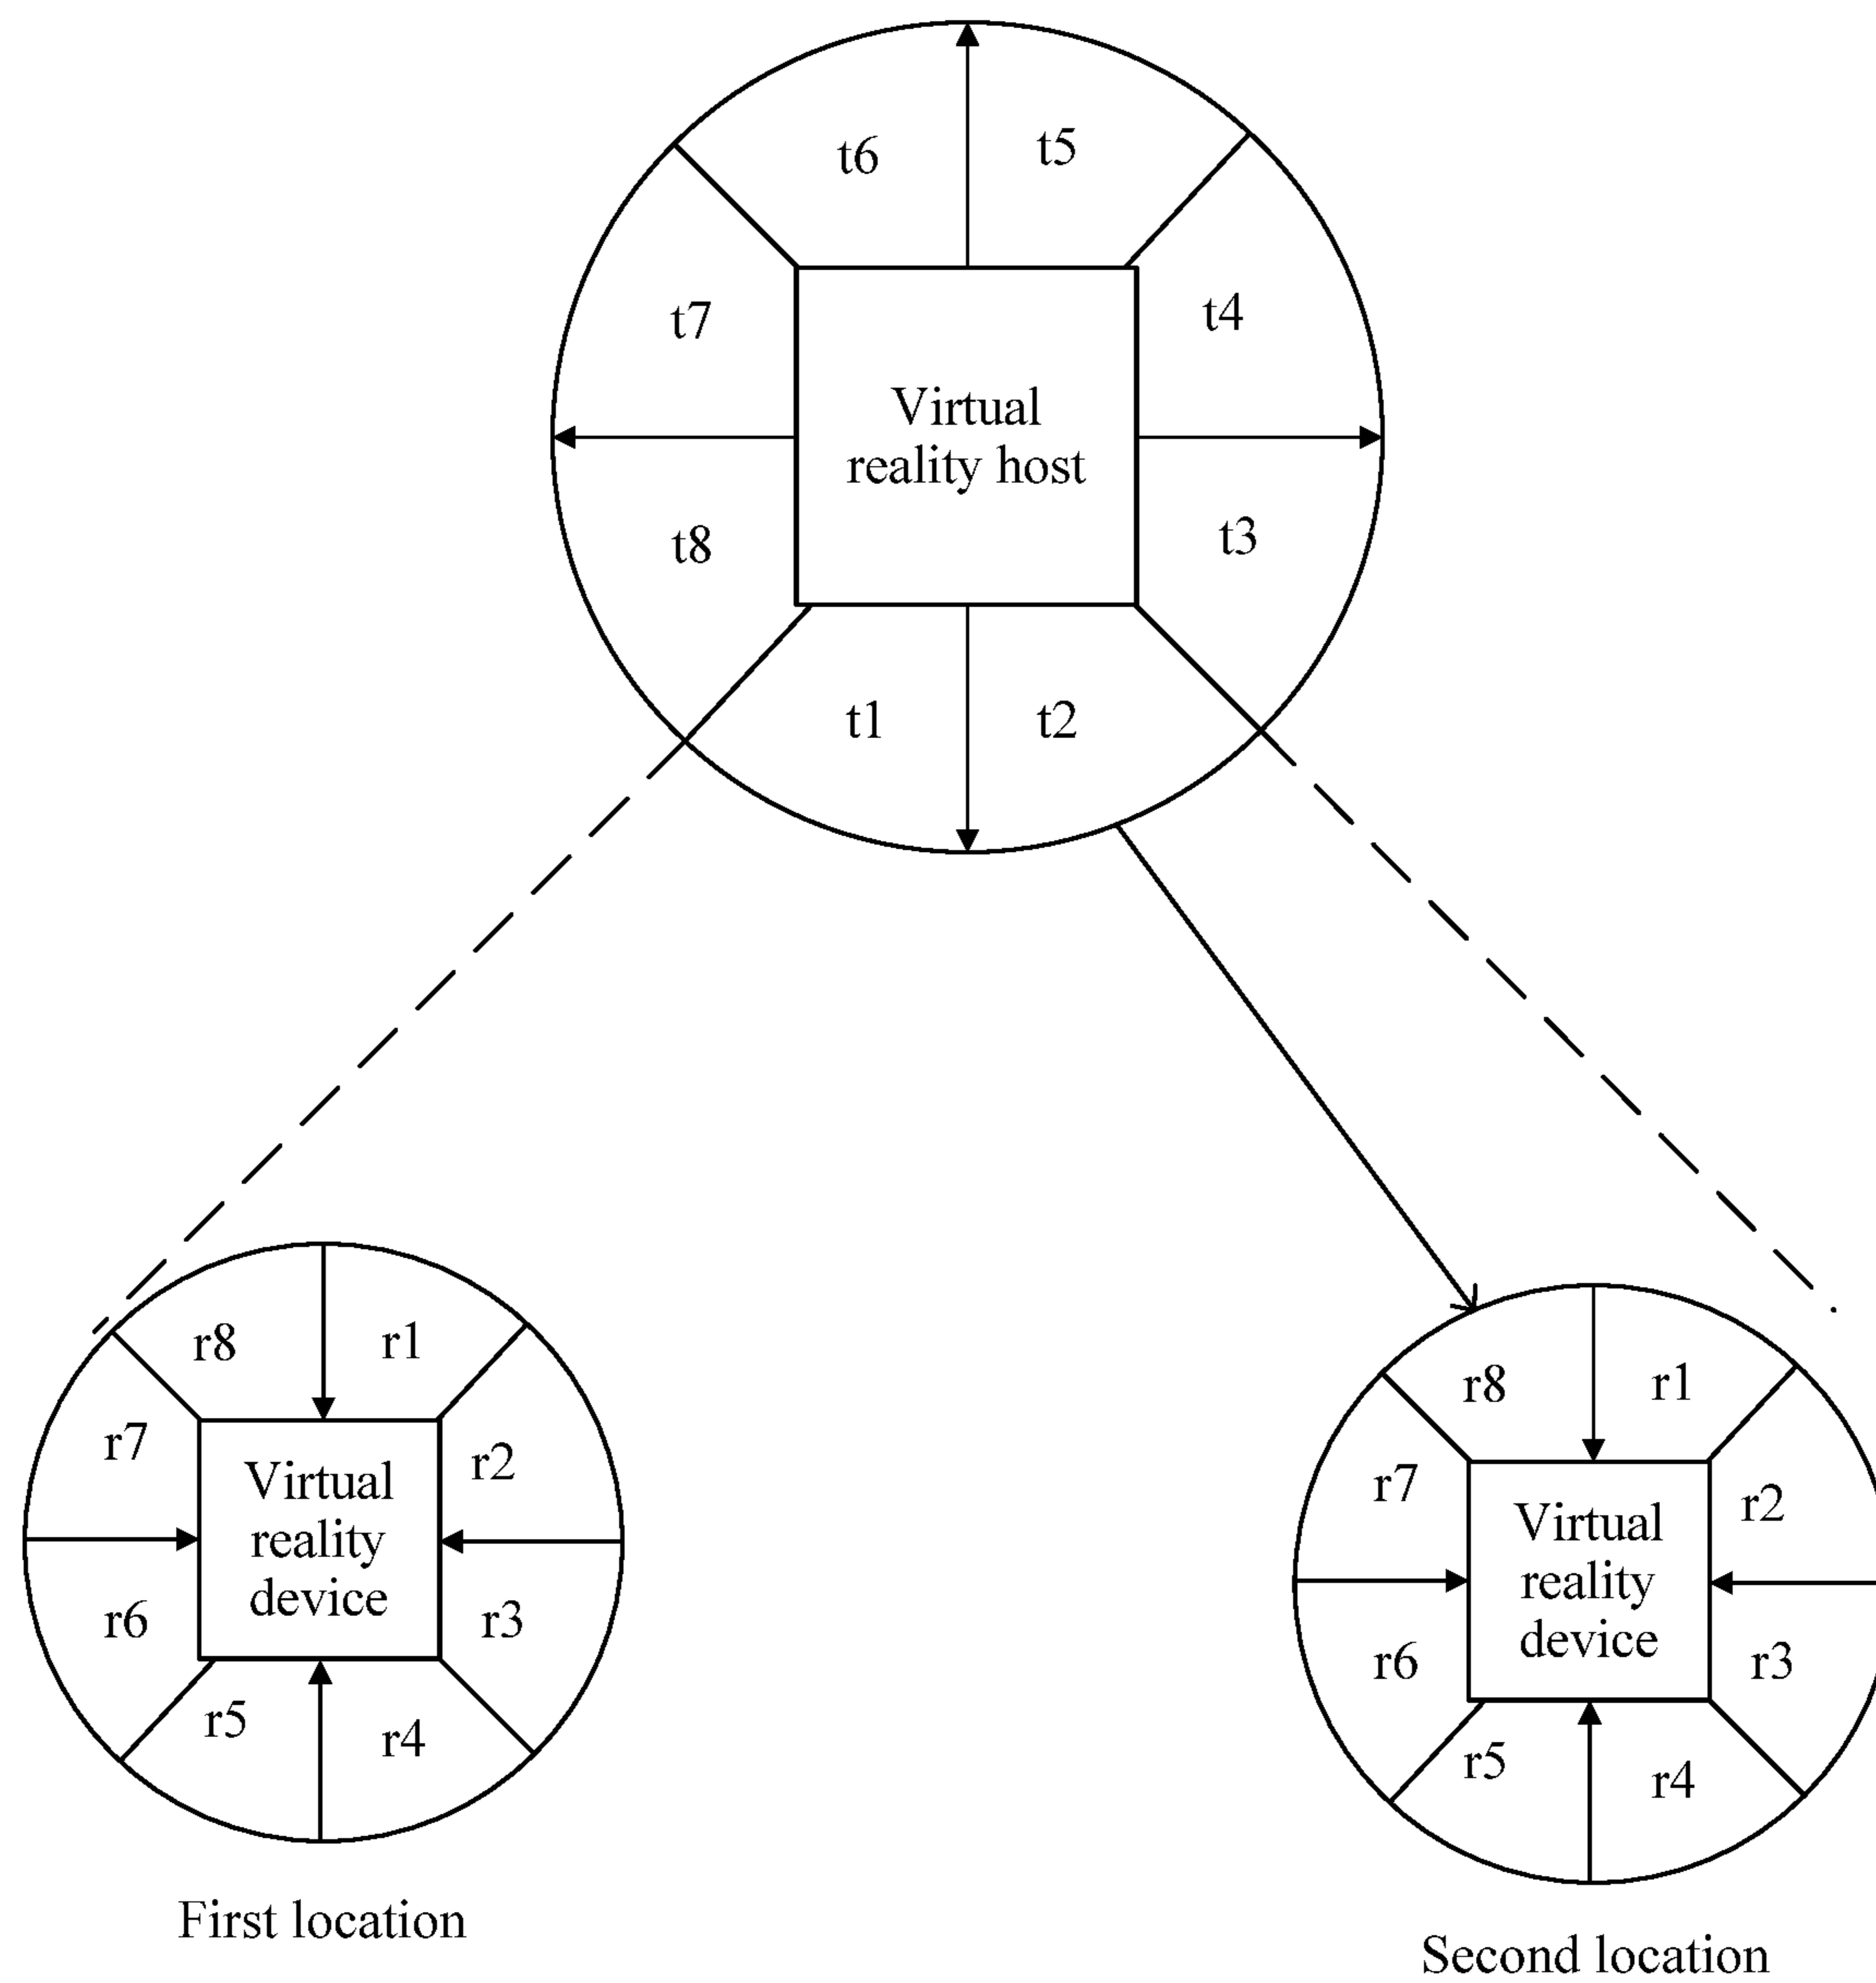 t6
t5
t7
t4
Virtual
reality host
t8
t3
t1
t2
r8
r1
r7
r2
Virtual
reality
device
r6
r3
r5
r4
First location
r8
r1
r7
r2
Virtual
reality
device
r6
r3
r5
r4
Second location